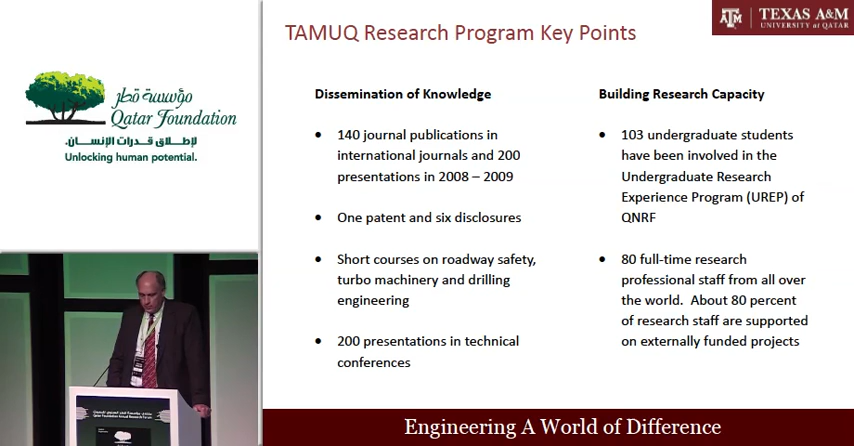 TAMUQ Research Program Key Points
TEXAS A&M
UNIVERSITY at QATAR
مؤسسة قطر
Qatar Foundation
لإطلاق قدرات الإنسان.
Unlocking human potential.
Dissemination of Knowledge
• 140 journal publications in
international journals and 200
presentations in 2008 – 2009
• One patent and six disclosures
• Short courses on roadway safety,
turbo machinery and drilling
engineering
• 200 presentations in technical
conferences
Building Research Capacity
• 103 undergraduate students
have been involved in the
Undergraduate Research
Experience Program (UREP) of
QNRF
• 80 full-time research
professional staff from all over
the world.  About 80 percent
of research staff are supported
on externally funded projects
Qatar Foundation Annual Research Forum
Engineering A World of Difference